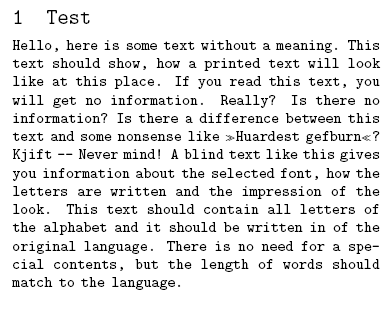 1 Test
Hello, here is some text without a meaning. This
text should show, how a printed text will look
like at this place. If you read this text, you
will get no information. Really? Is there no
information? Is there a difference between this
text and some nonsense like »Huardest gefburn«?
Kjift -- Never mind! A blind text like this gives
you information about the selected font, how the
letters are written and the impression of the
look. This text should contain all letters of
the alphabet and it should be written in of the
original language. There is no need for a spe-
cial contents, but the length of words should
match to the language.